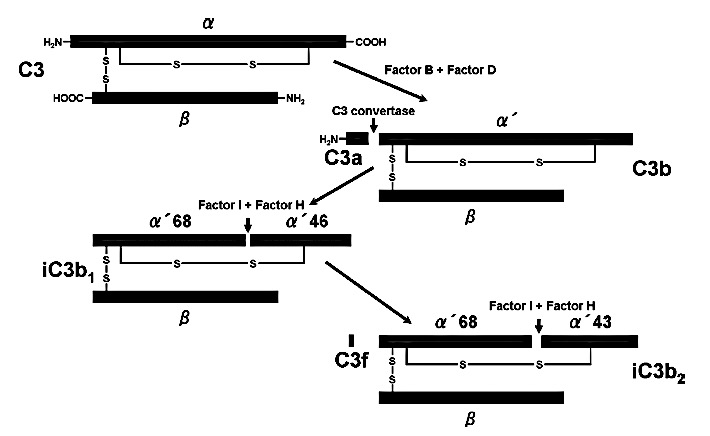 α
H₂N
COOH
S
S
S
S
C3
HOOC
NH₂
β
Factor B + Factor D
C3 convertase
α´
H₂N
C3a
S
S
S
S
C3b
β
Factor I + Factor H
α´68
α´46
iC3b₁
S
S
S
S
β
Factor I + Factor H
α´68
α´43
C3f
S
S
S
S
iC3b₂
β